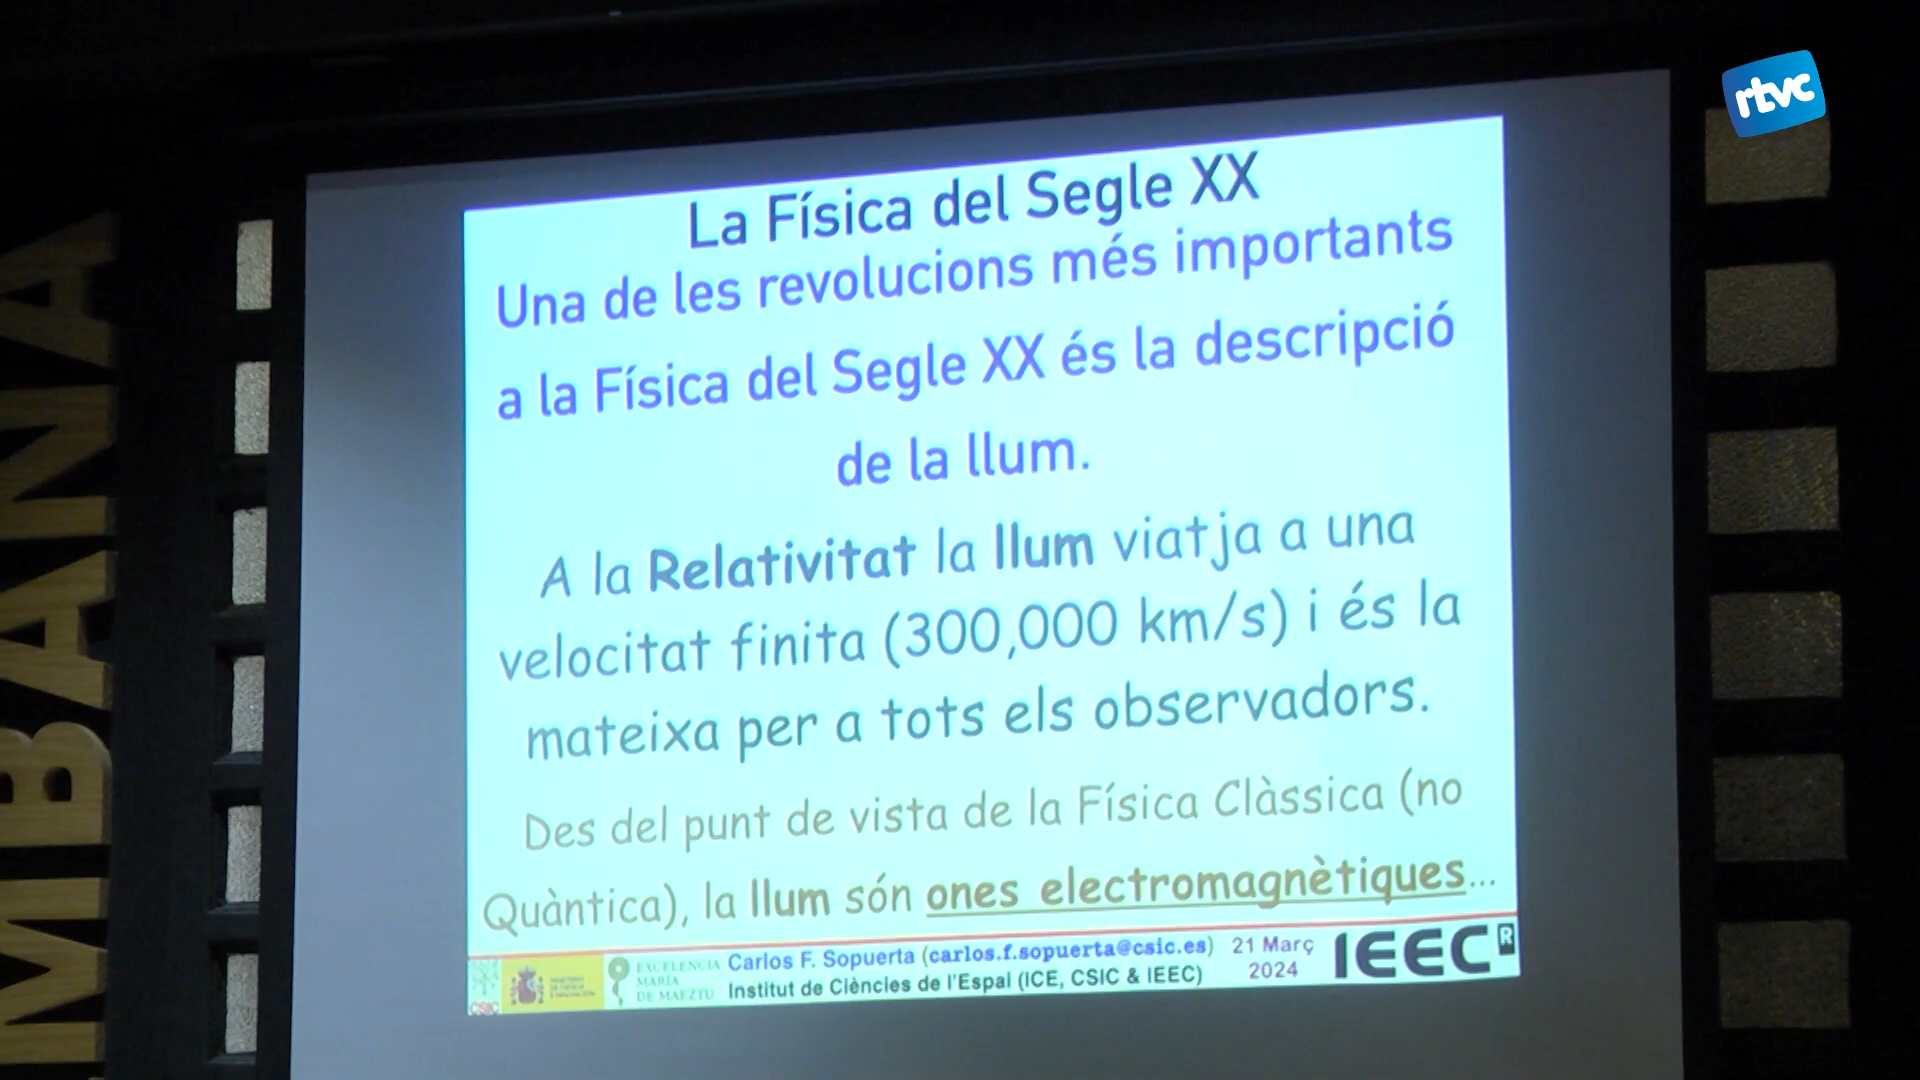 rtvc
La Física del Segle XX
Una de les revolucions més importants
a la Física del Segle XX és la descripció
de la llum.
A la Relativitat la llum viatja a una
velocitat finita (300,000 km/s) i és la
mateixa per a tots els observadors.
Des del punt de vista de la Física Clàssica (no
Quàntica), la llum són ones electromagnètiques...
CSIC
EXCELENCIA
MARÍA
DE MAEZTU
Carlos F. Sopuerta (carlos.f.sopuerta@csic.es)
Institut de Ciències de l'Espai (ICE, CSIC & IEEC)
21 Març
2024
IEEC R
MBANA